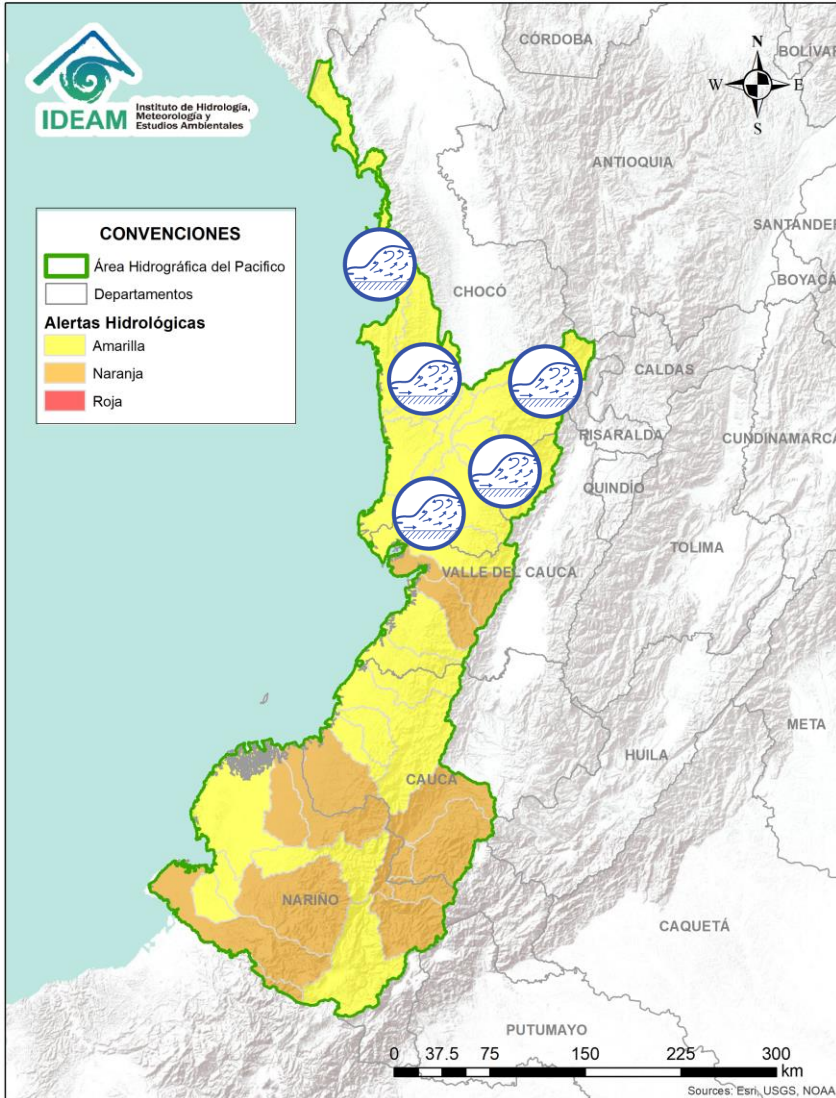 IDEAM
Instituto de Hidrología,
Meteorología y
Estudios Ambientales
N
W
E
S
CÓRDOBA
BOLÍVAR
ANTIOQUIA
SANTANDER
BOYACÁ
CONVENCIONES
Área Hidrográfica del Pacifico
Departamentos
Alertas Hidrológicas
Amarilla
Naranja
Roja
CHOCÓ
CALDAS
RISARALDA
CUNDINAMARCA
QUINDÍO
TOLIMA
VALLE DEL CAUCA
META
HUILA
CAUCA
NARIÑO
CAQUETÁ
PUTUMAYO
0 37.5 75 150 225 300
km
Sources: Esri, USGS, NOAA